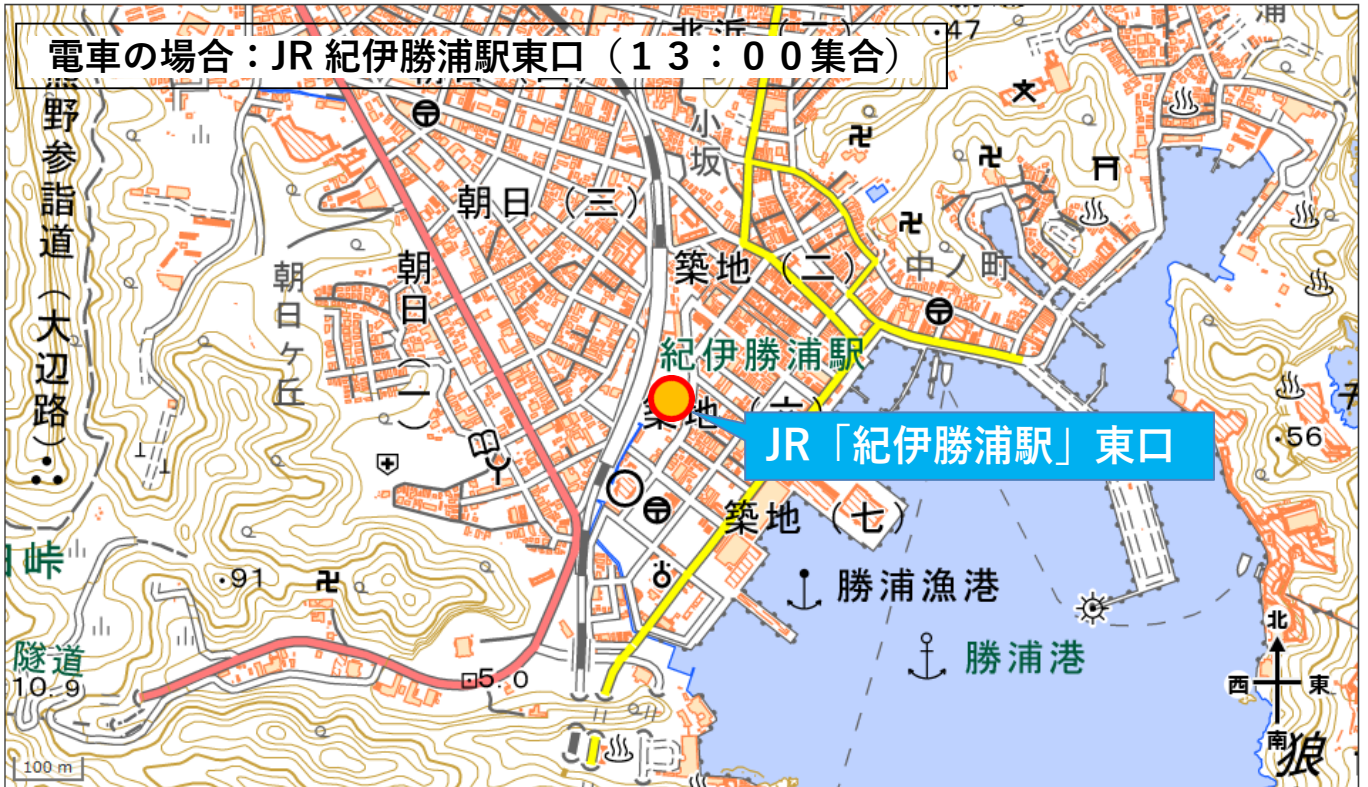 電車の場合：JR 紀伊勝浦駅東口（１３：００集合）
47
浦
野参詣道（大辺路）
小坂
朝日（三）
朝日ヶ丘
朝日（一）
築地（二）
中ノ町
紀伊勝浦駅
築地（六）
JR「紀伊勝浦駅」東口
56
築地（七）
峠
91
勝浦漁港
勝浦港
隧道
10.9
5.0
北
西
東
南
狼
100 m